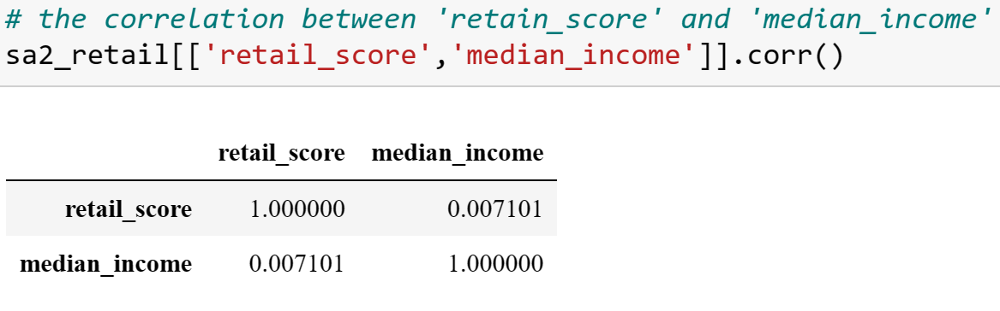 # the correlation between 'retain_score' and 'median_income'
sa2_retail[['retail_score','median_income']].corr()
retail_score median_income
retail_score 1.000000 0.007101
median_income 0.007101 1.000000